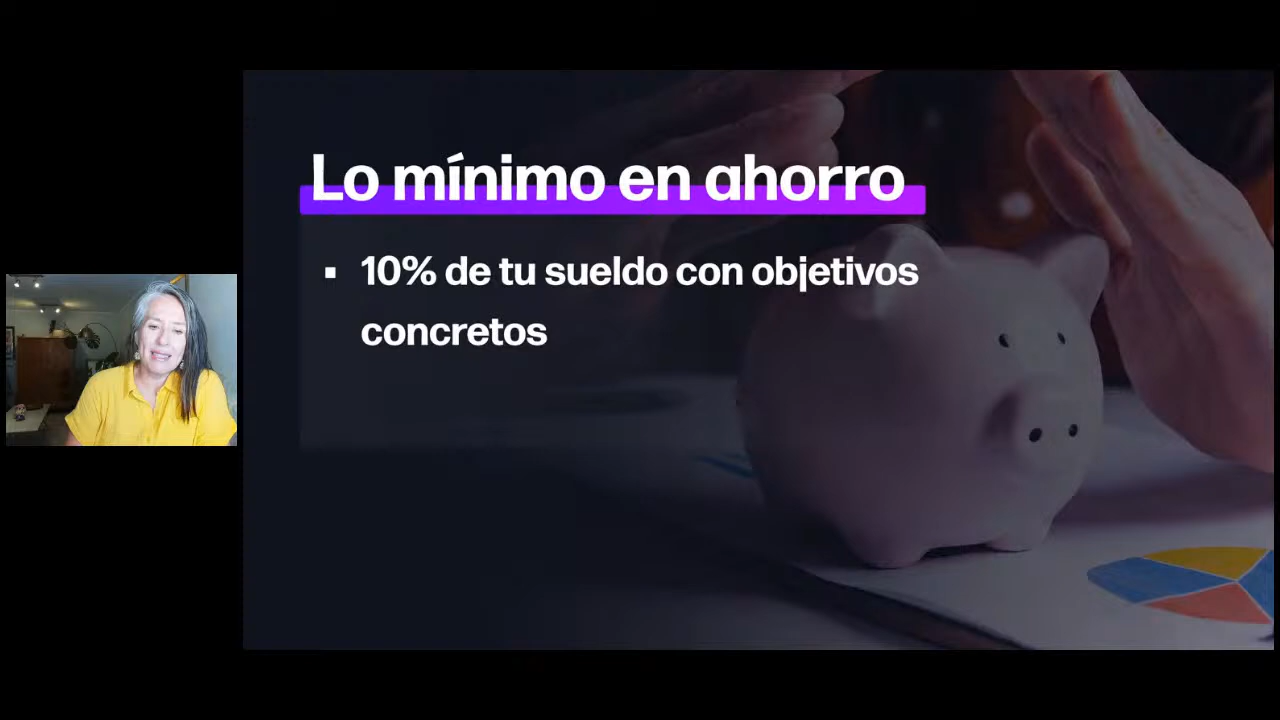 Lo mínimo en ahorro
▪ 10% de tu sueldo con objetivos
concretos